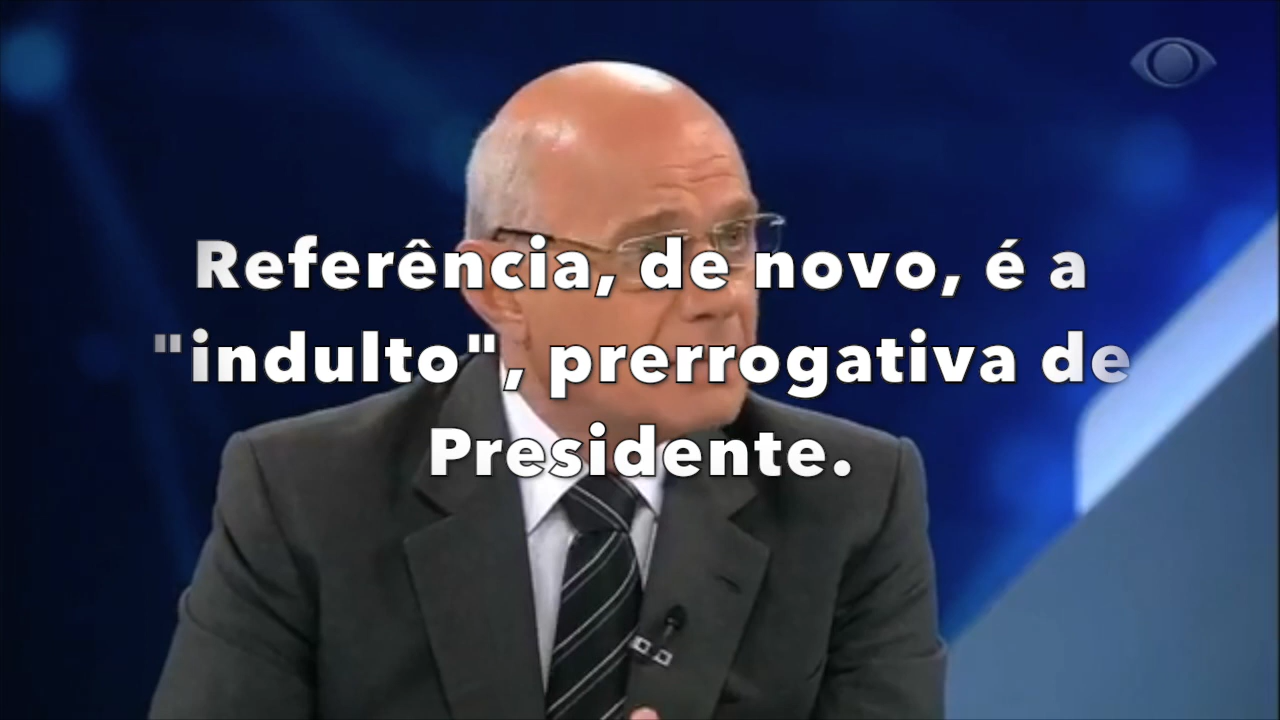 Referência, de novo, é a
"indulto", prerrogativa de
Presidente.